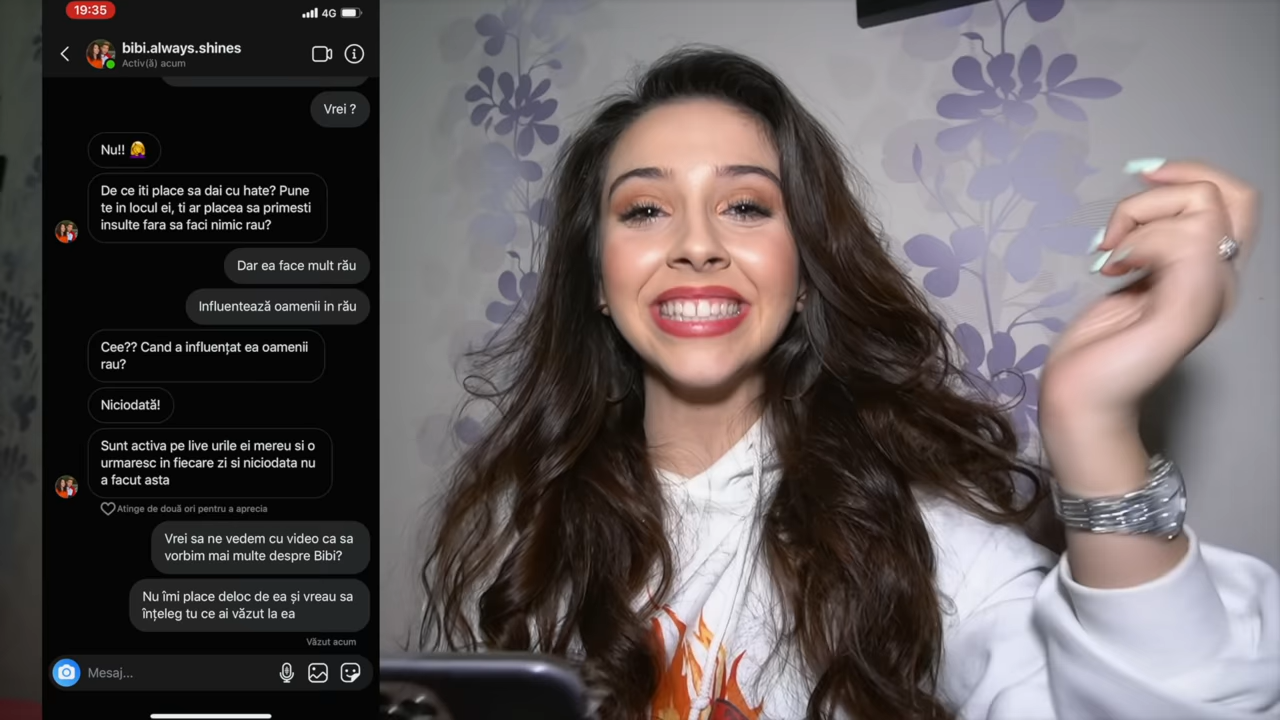 19:35
4G
bibi.always.shines
Activ(ă) acum
Vrei ?
Nu!! 🤦‍♀️
De ce iti place sa dai cu hate? Pune
te in locul ei, ti ar placea sa primesti
insulte fara sa faci nimic rau?
Dar ea face mult rău
Influentează oamenii in rău
Cee?? Cand a influențat ea oamenii
rau?
Niciodată!
Sunt activa pe live urile ei mereu si o
urmaresc in fiecare zi si niciodata nu
a facut asta
Atinge de două ori pentru a aprecia
Vrei sa ne vedem cu video ca sa
vorbim mai multe despre Bibi?
Nu îmi place deloc de ea și vreau sa
înțeleg tu ce ai văzut la ea
Văzut acum
Mesaj...